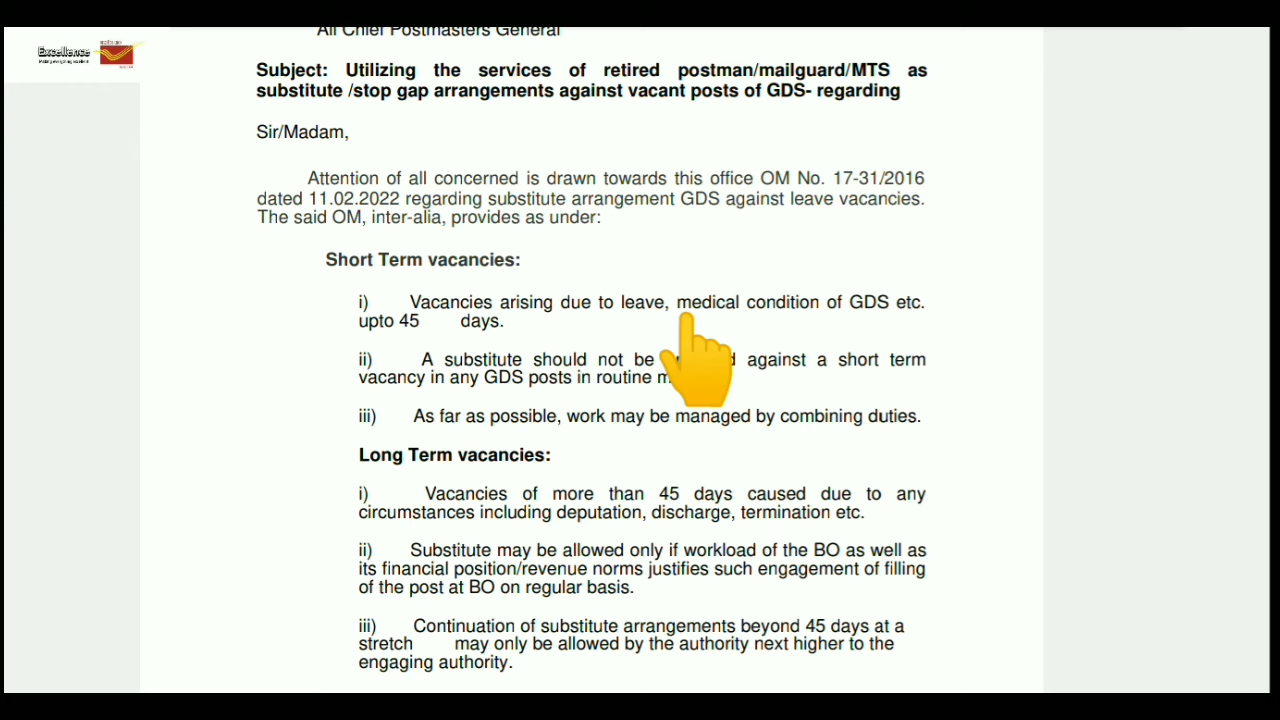 All Chief Postmasters General
Excellence
Subject: Utilizing the services of retired postman/mailguard/MTS as
substitute /stop gap arrangements against vacant posts of GDS- regarding
Sir/Madam,
Attention of all concerned is drawn towards this office OM No. 17-31/2016
dated 11.02.2022 regarding substitute arrangement GDS against leave vacancies.
The said OM, inter-alia, provides as under:
Short Term vacancies:
i) Vacancies arising due to leave, medical condition of GDS etc.
upto 45 days.
ii) A substitute should not be against a short term
vacancy in any GDS posts in routine
iii) As far as possible, work may be managed by combining duties.
Long Term vacancies:
i) Vacancies of more than 45 days caused due to any
circumstances including deputation, discharge, termination etc.
ii) Substitute may be allowed only if workload of the BO as well as
its financial position/revenue norms justifies such engagement of filling
of the post at BO on regular basis.
iii) Continuation of substitute arrangements beyond 45 days at a
stretch may only be allowed by the authority next higher to the
engaging authority.